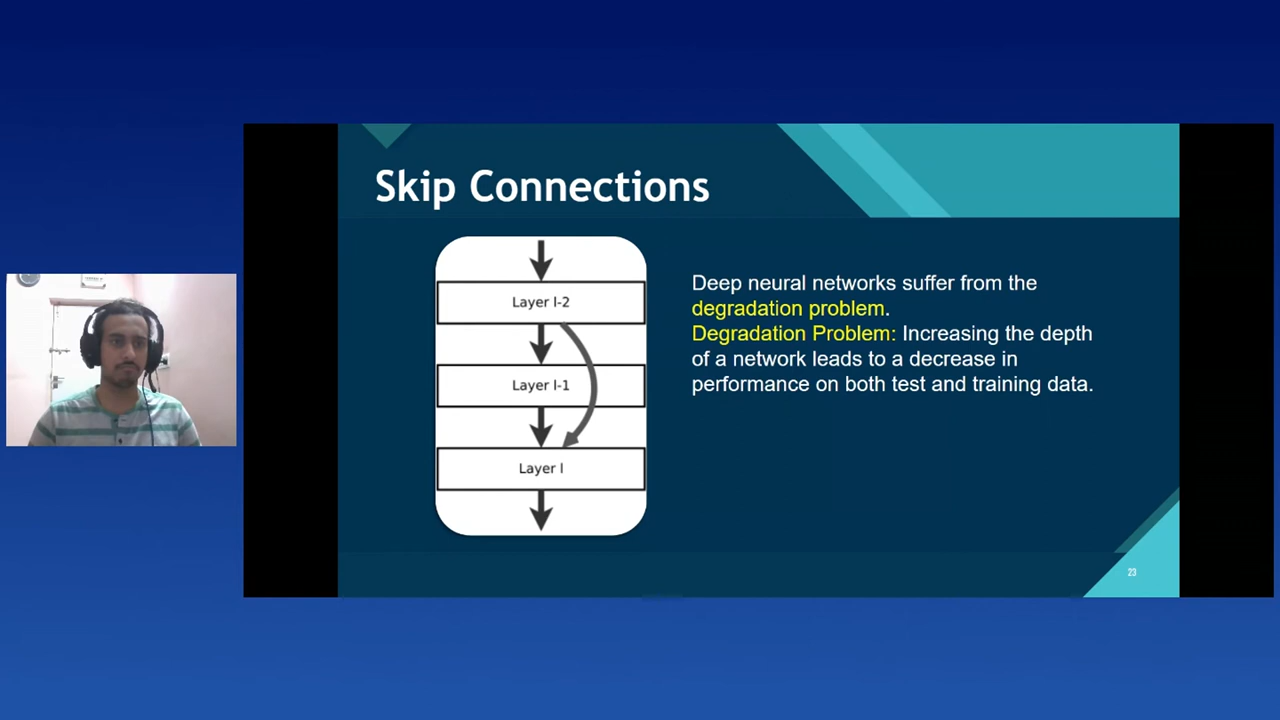 Skip Connections
Layer l-2
Layer l-1
Layer l
Deep neural networks suffer from the
degradation problem.
Degradation Problem: Increasing the depth
of a network leads to a decrease in
performance on both test and training data.
23